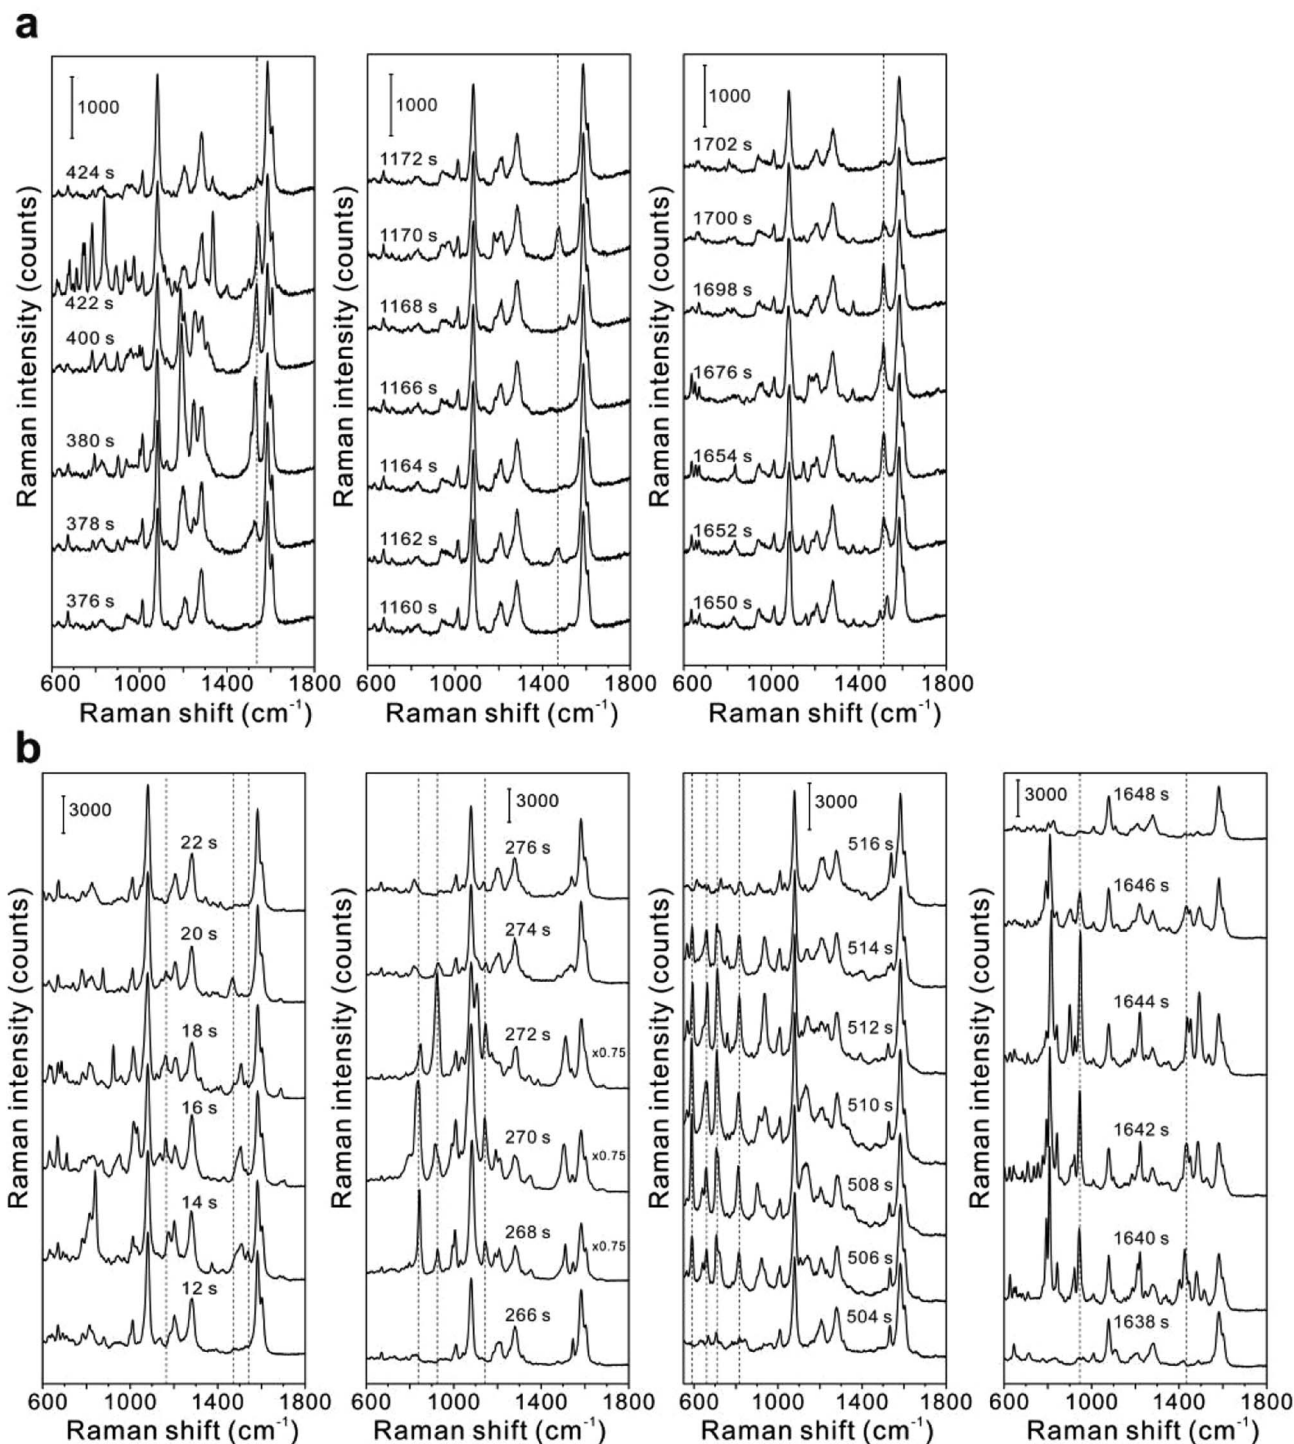 a
Raman intensity (counts)
1000
424 s
422 s
400 s
380 s
378 s
376 s
600 1000 1400 1800
Raman shift (cm⁻¹)
Raman intensity (counts)
1000
1172 s
1170 s
1168 s
1166 s
1164 s
1162 s
1160 s
600 1000 1400 1800
Raman shift (cm⁻¹)
Raman intensity (counts)
1000
1702 s
1700 s
1698 s
1676 s
1654 s
1652 s
1650 s
600 1000 1400 1800
Raman shift (cm⁻¹)
b
Raman intensity (counts)
3000
22 s
20 s
18 s
16 s
14 s
12 s
600 1000 1400 1800
Raman shift (cm⁻¹)
Raman intensity (counts)
3000
276 s
274 s
272 s
x0.75
270 s
x0.75
268 s
x0.75
266 s
600 1000 1400 1800
Raman shift (cm⁻¹)
Raman intensity (counts)
3000
516 s
514 s
512 s
510 s
508 s
506 s
504 s
600 1000 1400 1800
Raman shift (cm⁻¹)
Raman intensity (counts)
3000
1648 s
1646 s
1644 s
1642 s
1640 s
1638 s
600 1000 1400 1800
Raman shift (cm⁻¹)